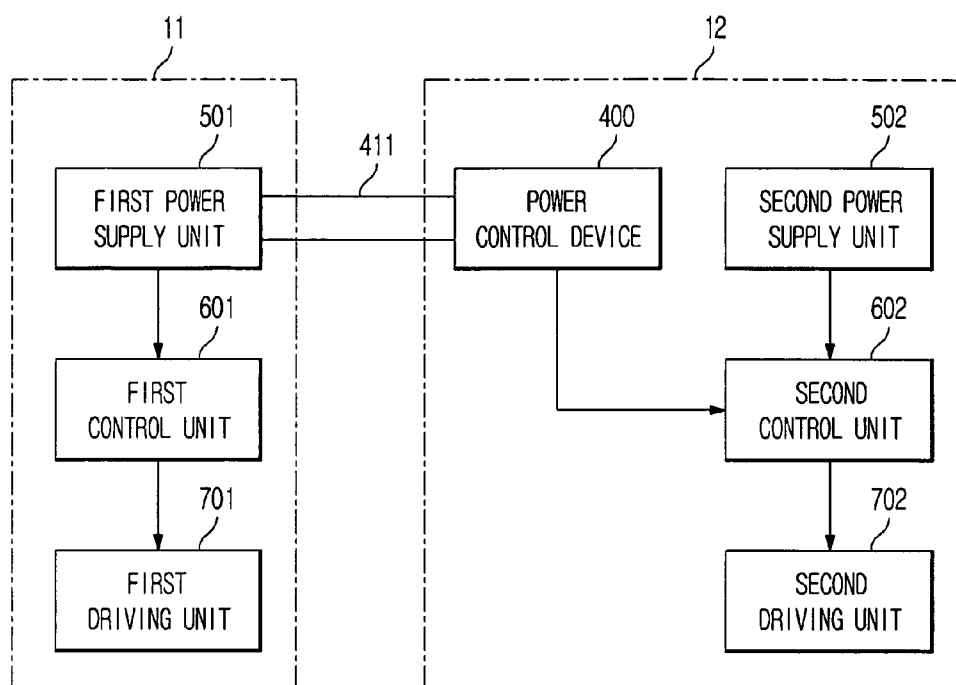 11
12
501
411
400
502
FIRST POWER
SUPPLY UNIT
POWER
CONTROL DEVICE
SECOND POWER
SUPPLY UNIT
601
602
FIRST
CONTROL UNIT
SECOND
CONTROL UNIT
701
702
FIRST
DRIVING UNIT
SECOND
DRIVING UNIT